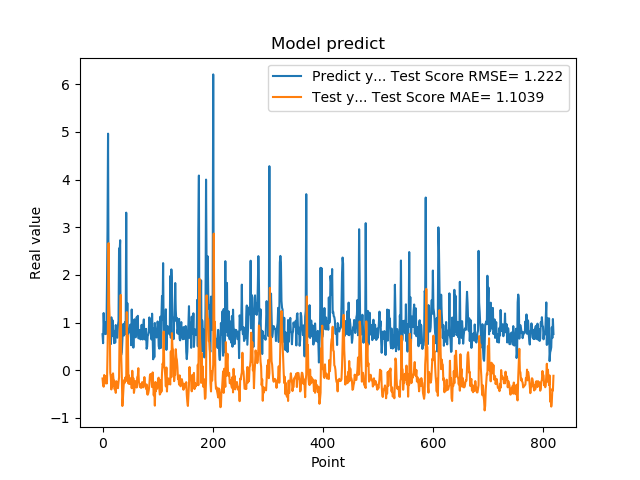 Model predict
Predict y... Test Score RMSE= 1.222
Test y... Test Score MAE= 1.1039
Real value
6
5
4
3
2
1
0
−1
0 200 400 600 800
Point